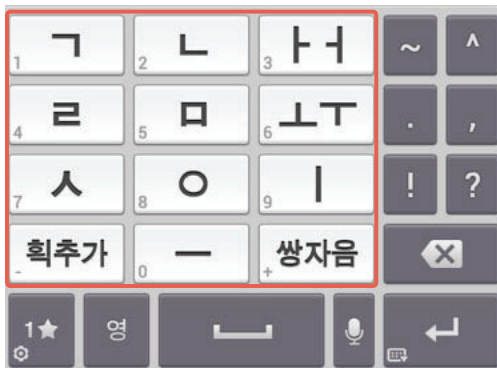 1 ㄱ 2 ㄴ 3 ㅏㅓ ~ ^
4 ㄹ 5 ㅁ 6 ㅗㅜ . ,
7 ㅅ 8 ㅇ 9 ㅣ ! ?
- 획추가 0 ㅡ + 쌍자음
1★ 영